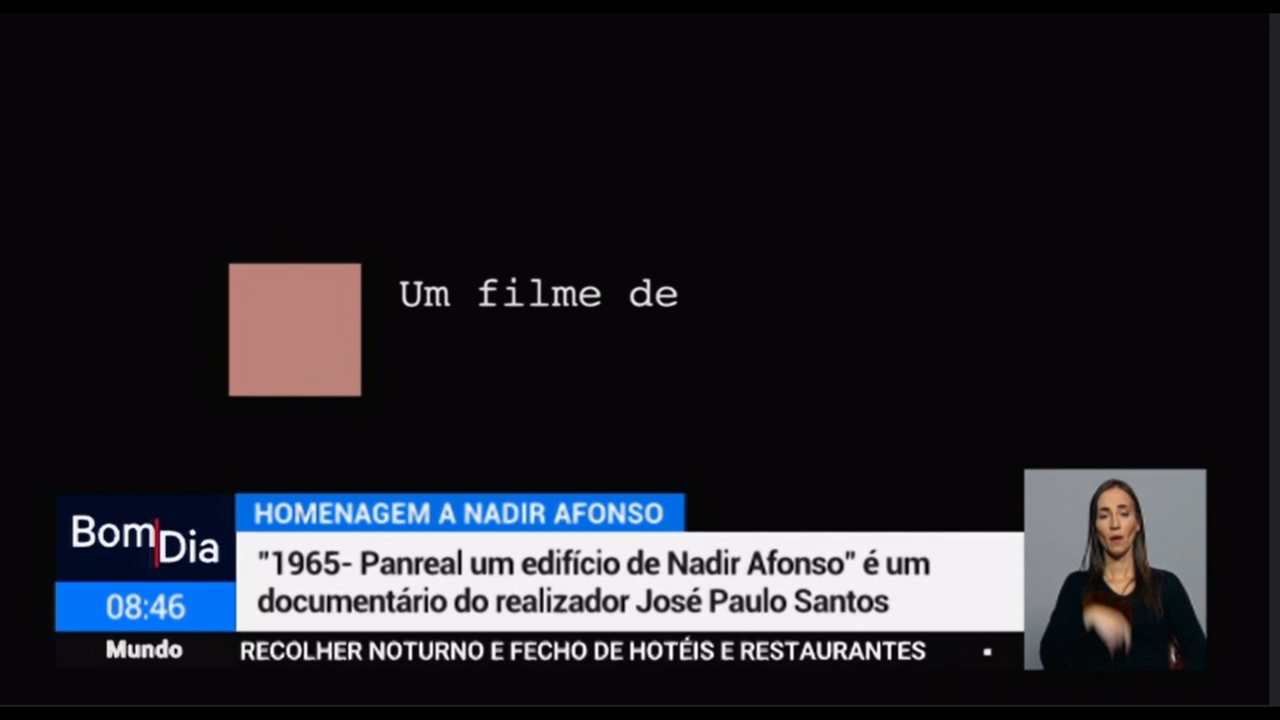 Um filme de
HOMENAGEM A NADIR AFONSO
Bom|Dia
"1965- Panreal um edifício de Nadir Afonso" é um
documentário do realizador José Paulo Santos
08:46
Mundo
RECOLHER NOTURNO E FECHO DE HOTÉIS E RESTAURANTES